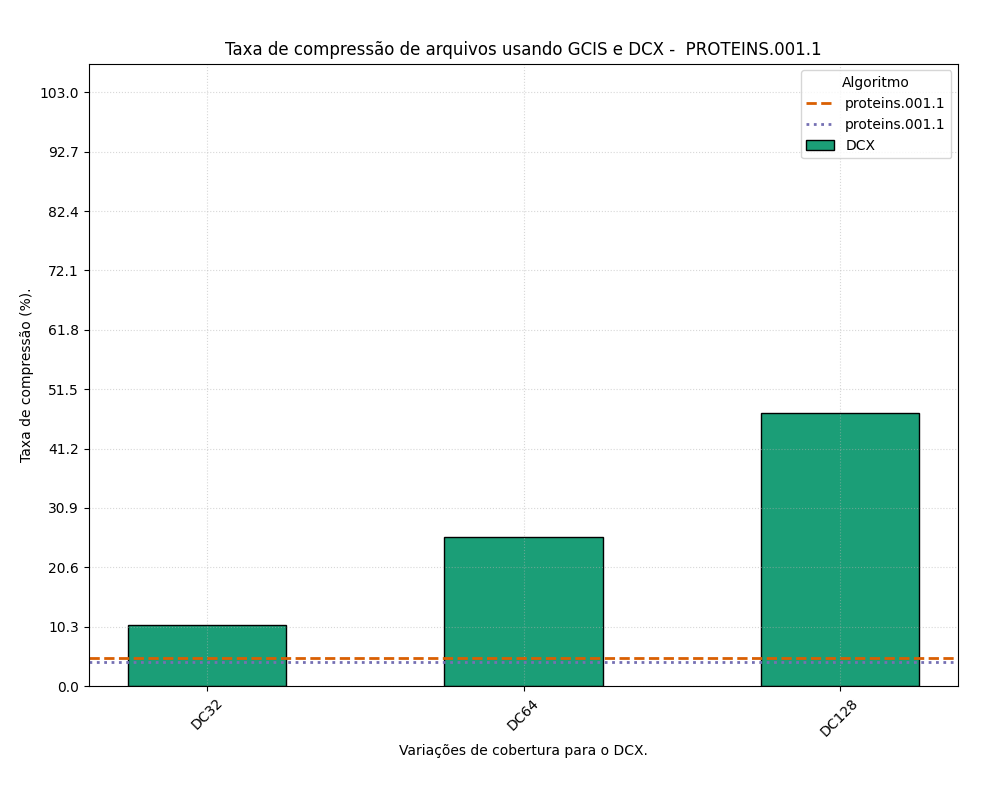 Taxa de compressão de arquivos usando GCIS e DCX -  PROTEINS.001.1
Algoritmo
proteins.001.1
proteins.001.1
DCX
Taxa de compressão (%).
103.0
92.7
82.4
72.1
61.8
51.5
41.2
30.9
20.6
10.3
0.0
DC32
DC64
DC128
Variações de cobertura para o DCX.